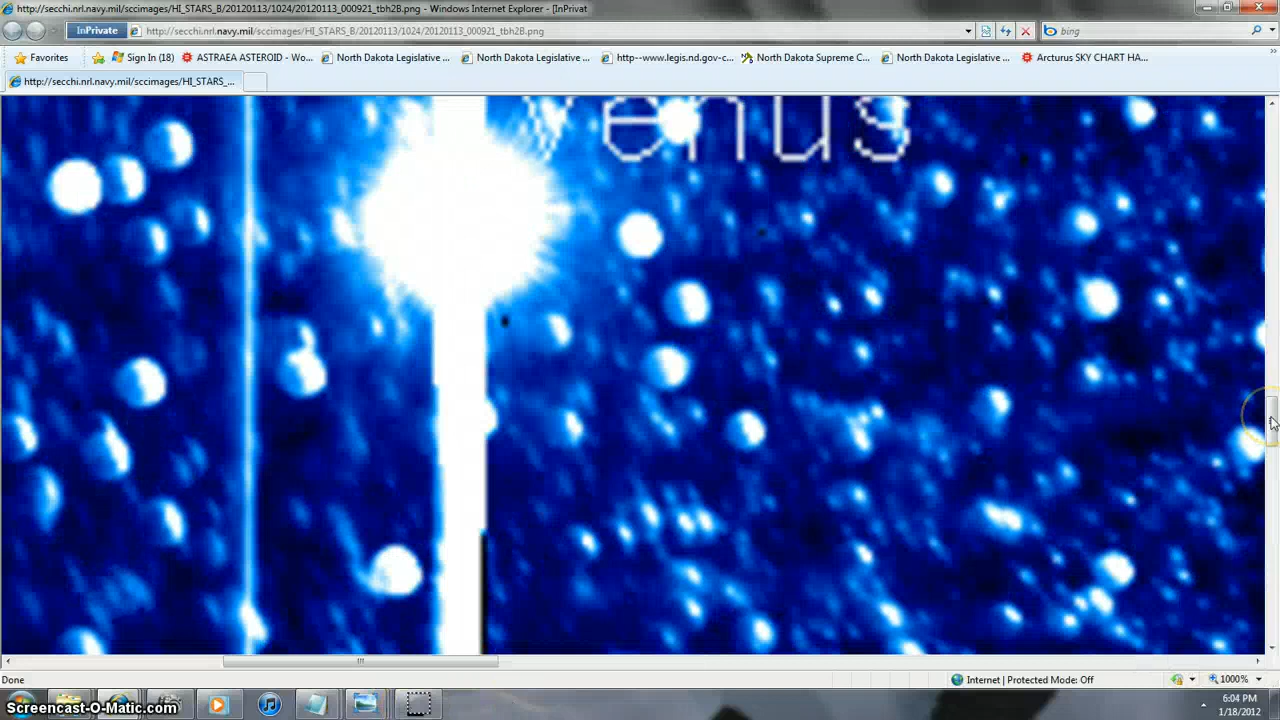 http://secchi.nrl.navy.mil/sccimages/HI_STARS_B/20120113/1024/20120113_000921_tbh2B.png - Windows Internet Explorer - [InPrivat
InPrivate http://secchi.nrl.navy.mil/sccimages/HI_STARS_B/20120113/1024/20120113_000921_tbh2B.png bing
Favorites Sign In (18) ASTRAEA ASTEROID - Wo... North Dakota Legislative ... North Dakota Legislative ... http--www.legis.nd.gov-c... North Dakota Supreme C... North Dakota Legislative ... Arcturus SKY CHART HA...
http://secchi.nrl.navy.mil/sccimages/HI_STARS_...
Venus
Done Internet | Protected Mode: Off 1000%
Screencast-O-Matic.com 6:04 PM
1/18/2012